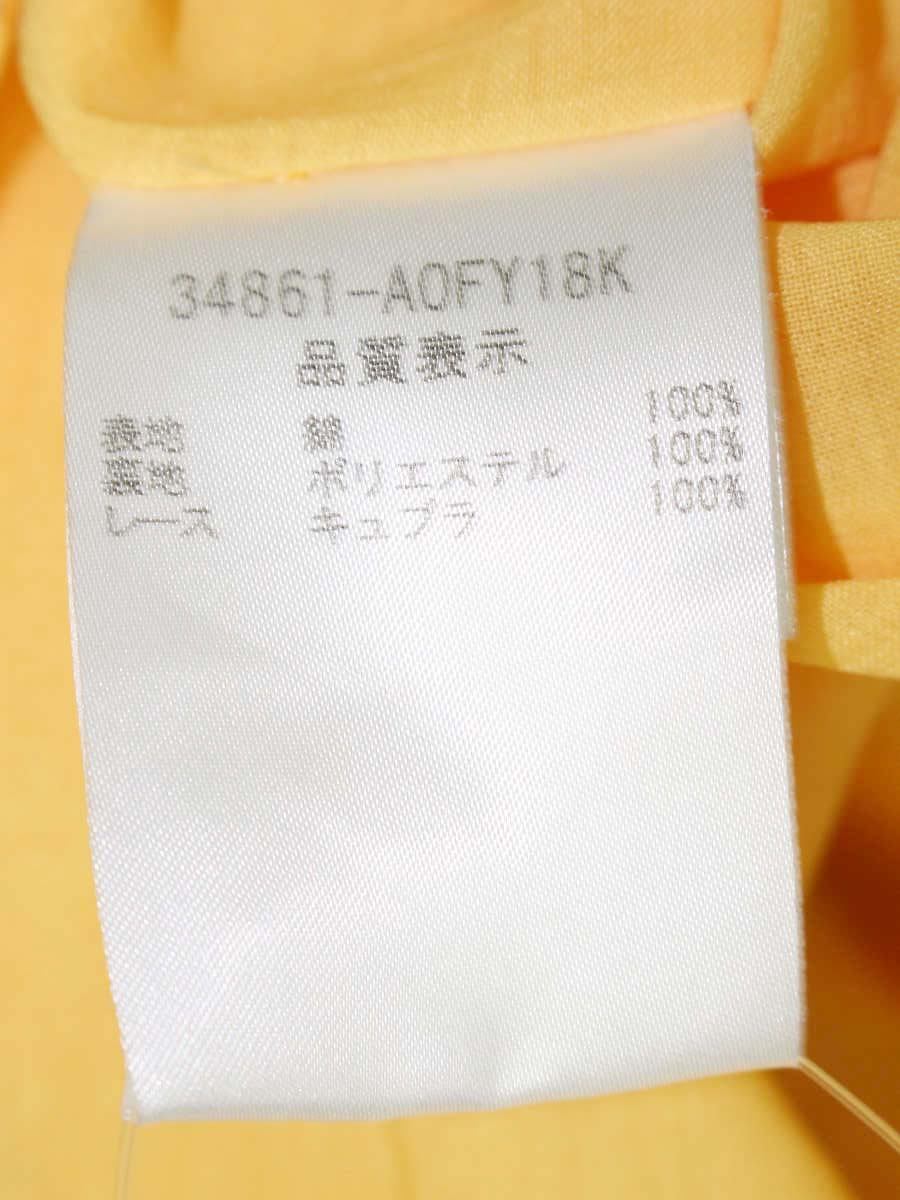 34861-AOFY18K
品質表示
表地 綿 100%
裏地 ポリエステル 100%
レース キュプラ 100%